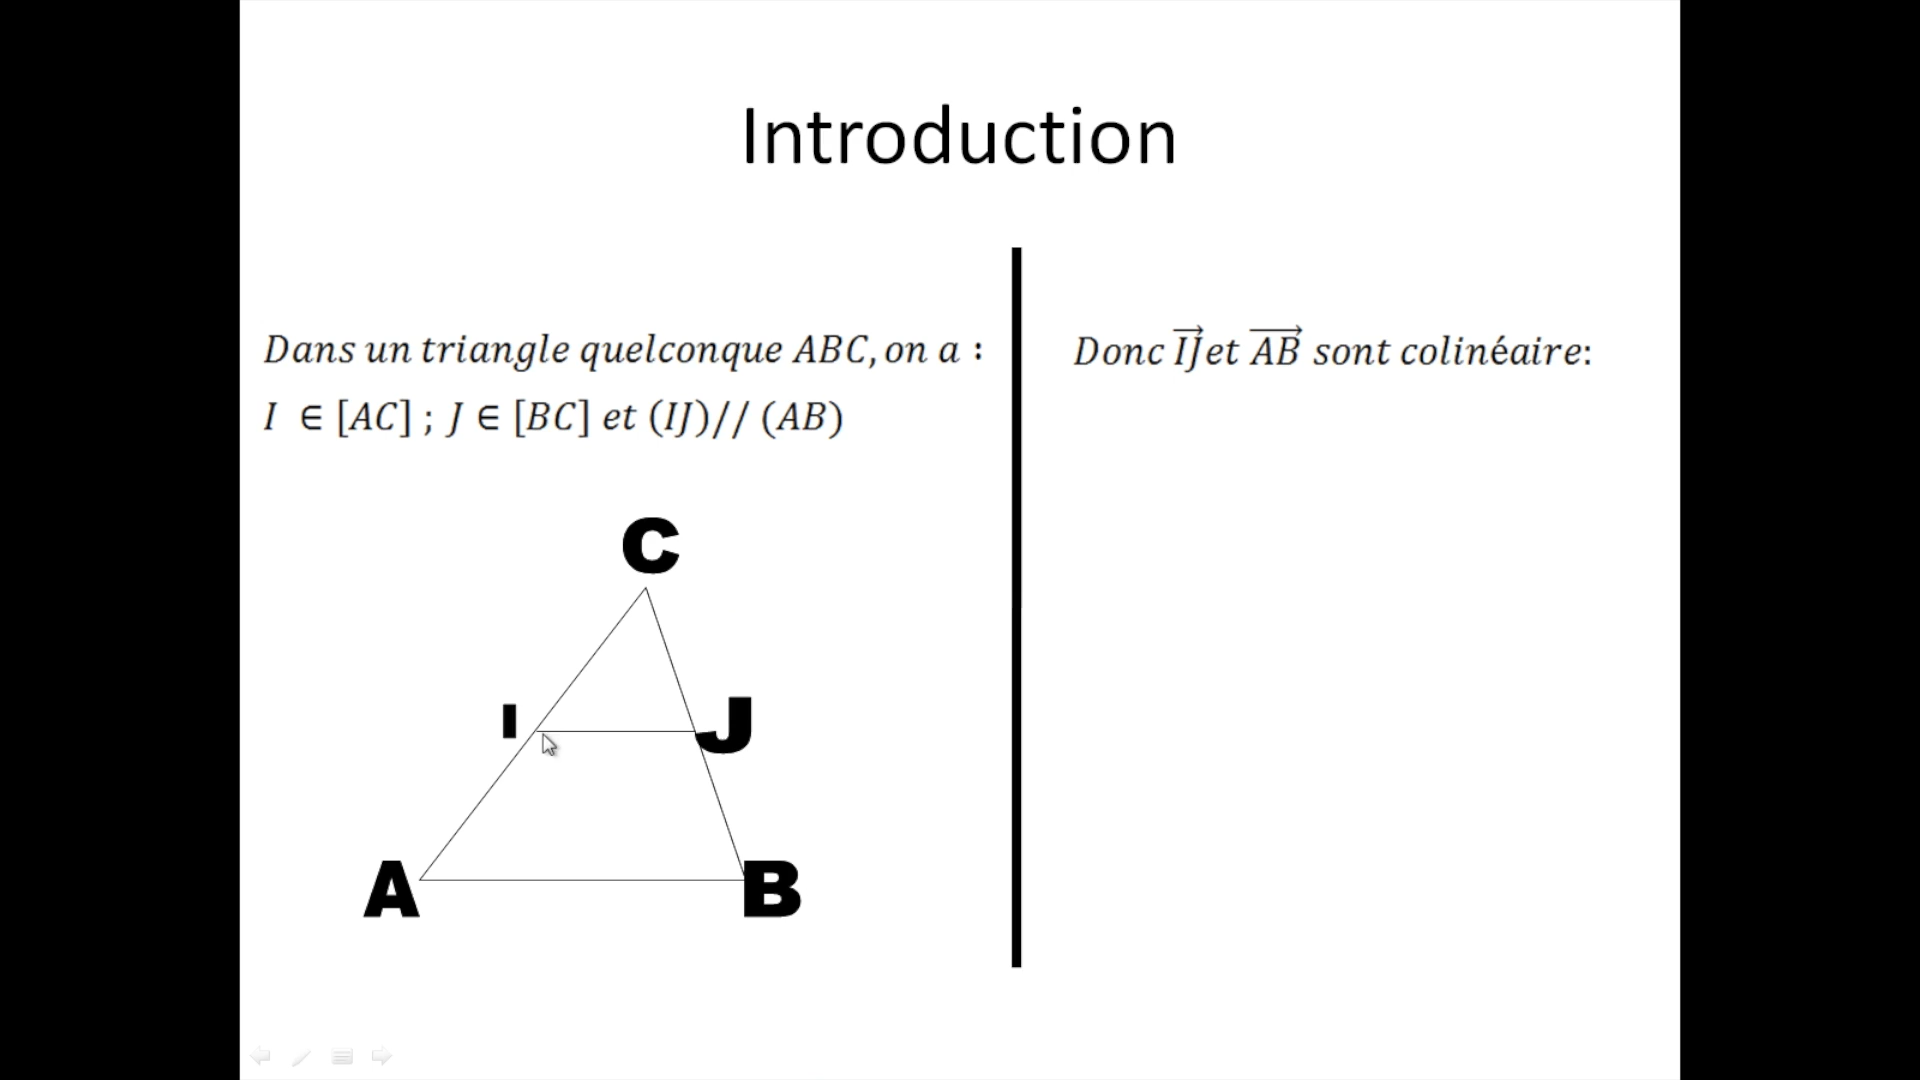 Introduction
Dans un triangle quelconque ABC, on a :
I ∈ [AC] ; J ∈ [BC] et (IJ)// (AB)
Donc \overrightarrow{IJ} et \overrightarrow{AB} sont colinéaire:
C
I
J
A
B